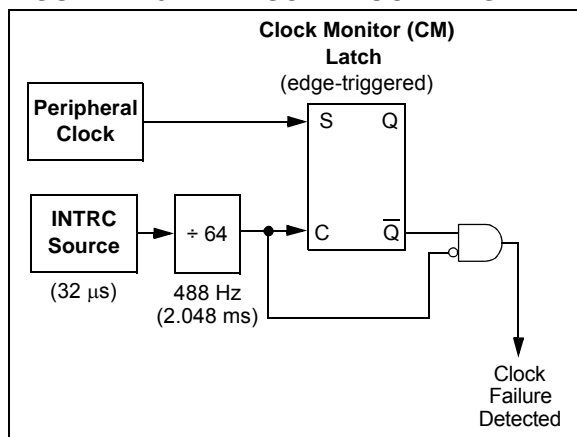 Clock Monitor (CM)
Latch
(edge-triggered)
Peripheral
Clock
S Q
INTRC
Source
÷ 64
C Q̅
(32 μs)
488 Hz
(2.048 ms)
Clock
Failure
Detected